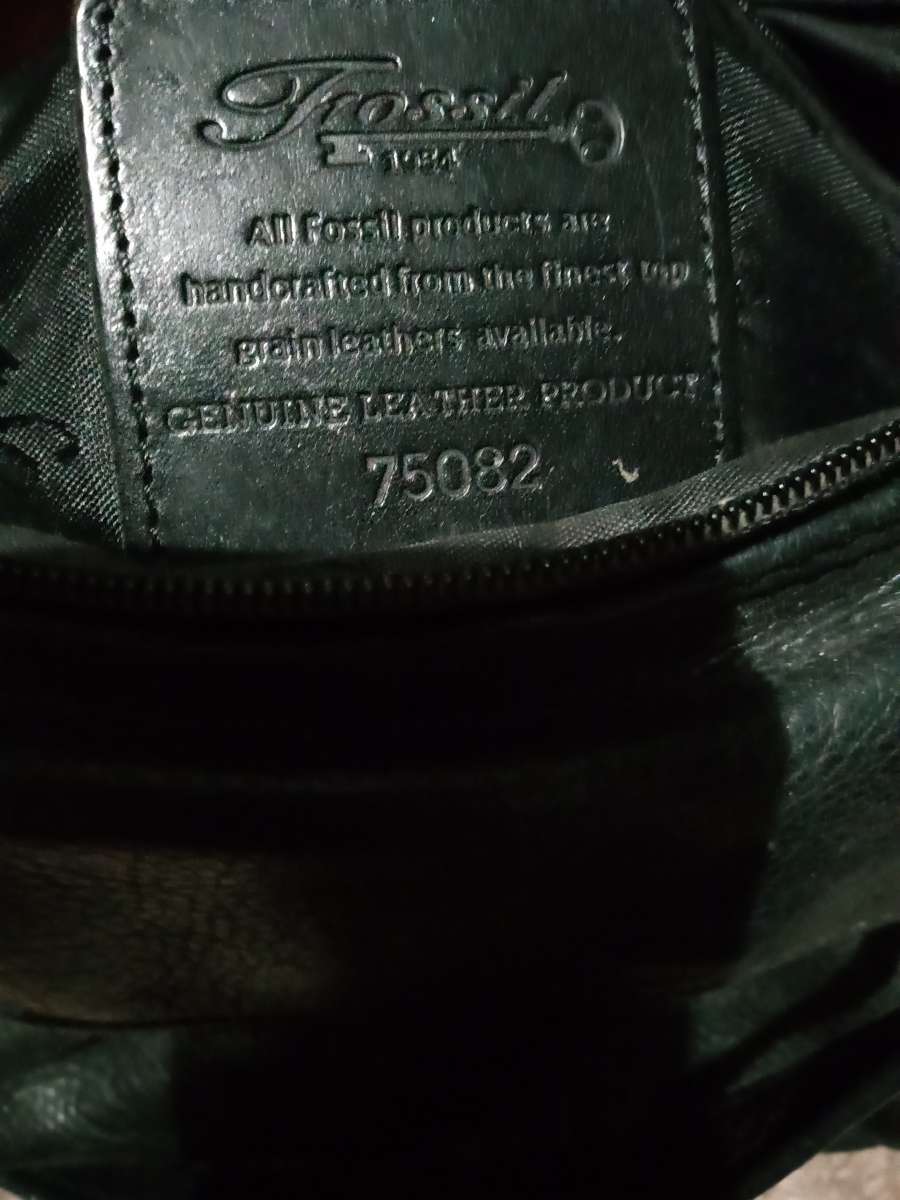 Fossil
1954
All Fossil products are
handcrafted from the finest top
grain leathers available.
GENUINE LEATHER PRODUCT
75082